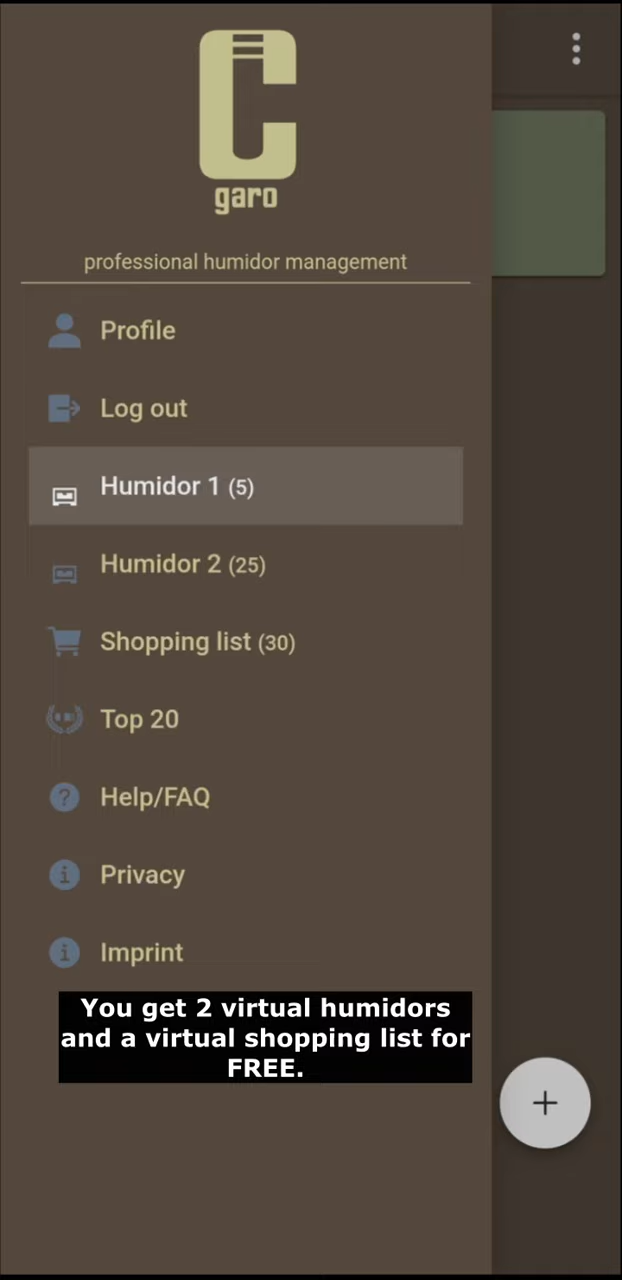 C
garo
professional humidor management
Profile
Log out
Humidor 1 (5)
Humidor 2 (25)
Shopping list (30)
Top 20
Help/FAQ
Privacy
Imprint
You get 2 virtual humidors
and a virtual shopping list for
FREE.